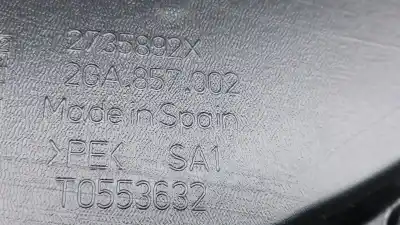 2735892X
2GA.857.002
Made in Spain
>PE< SA1
T0553632